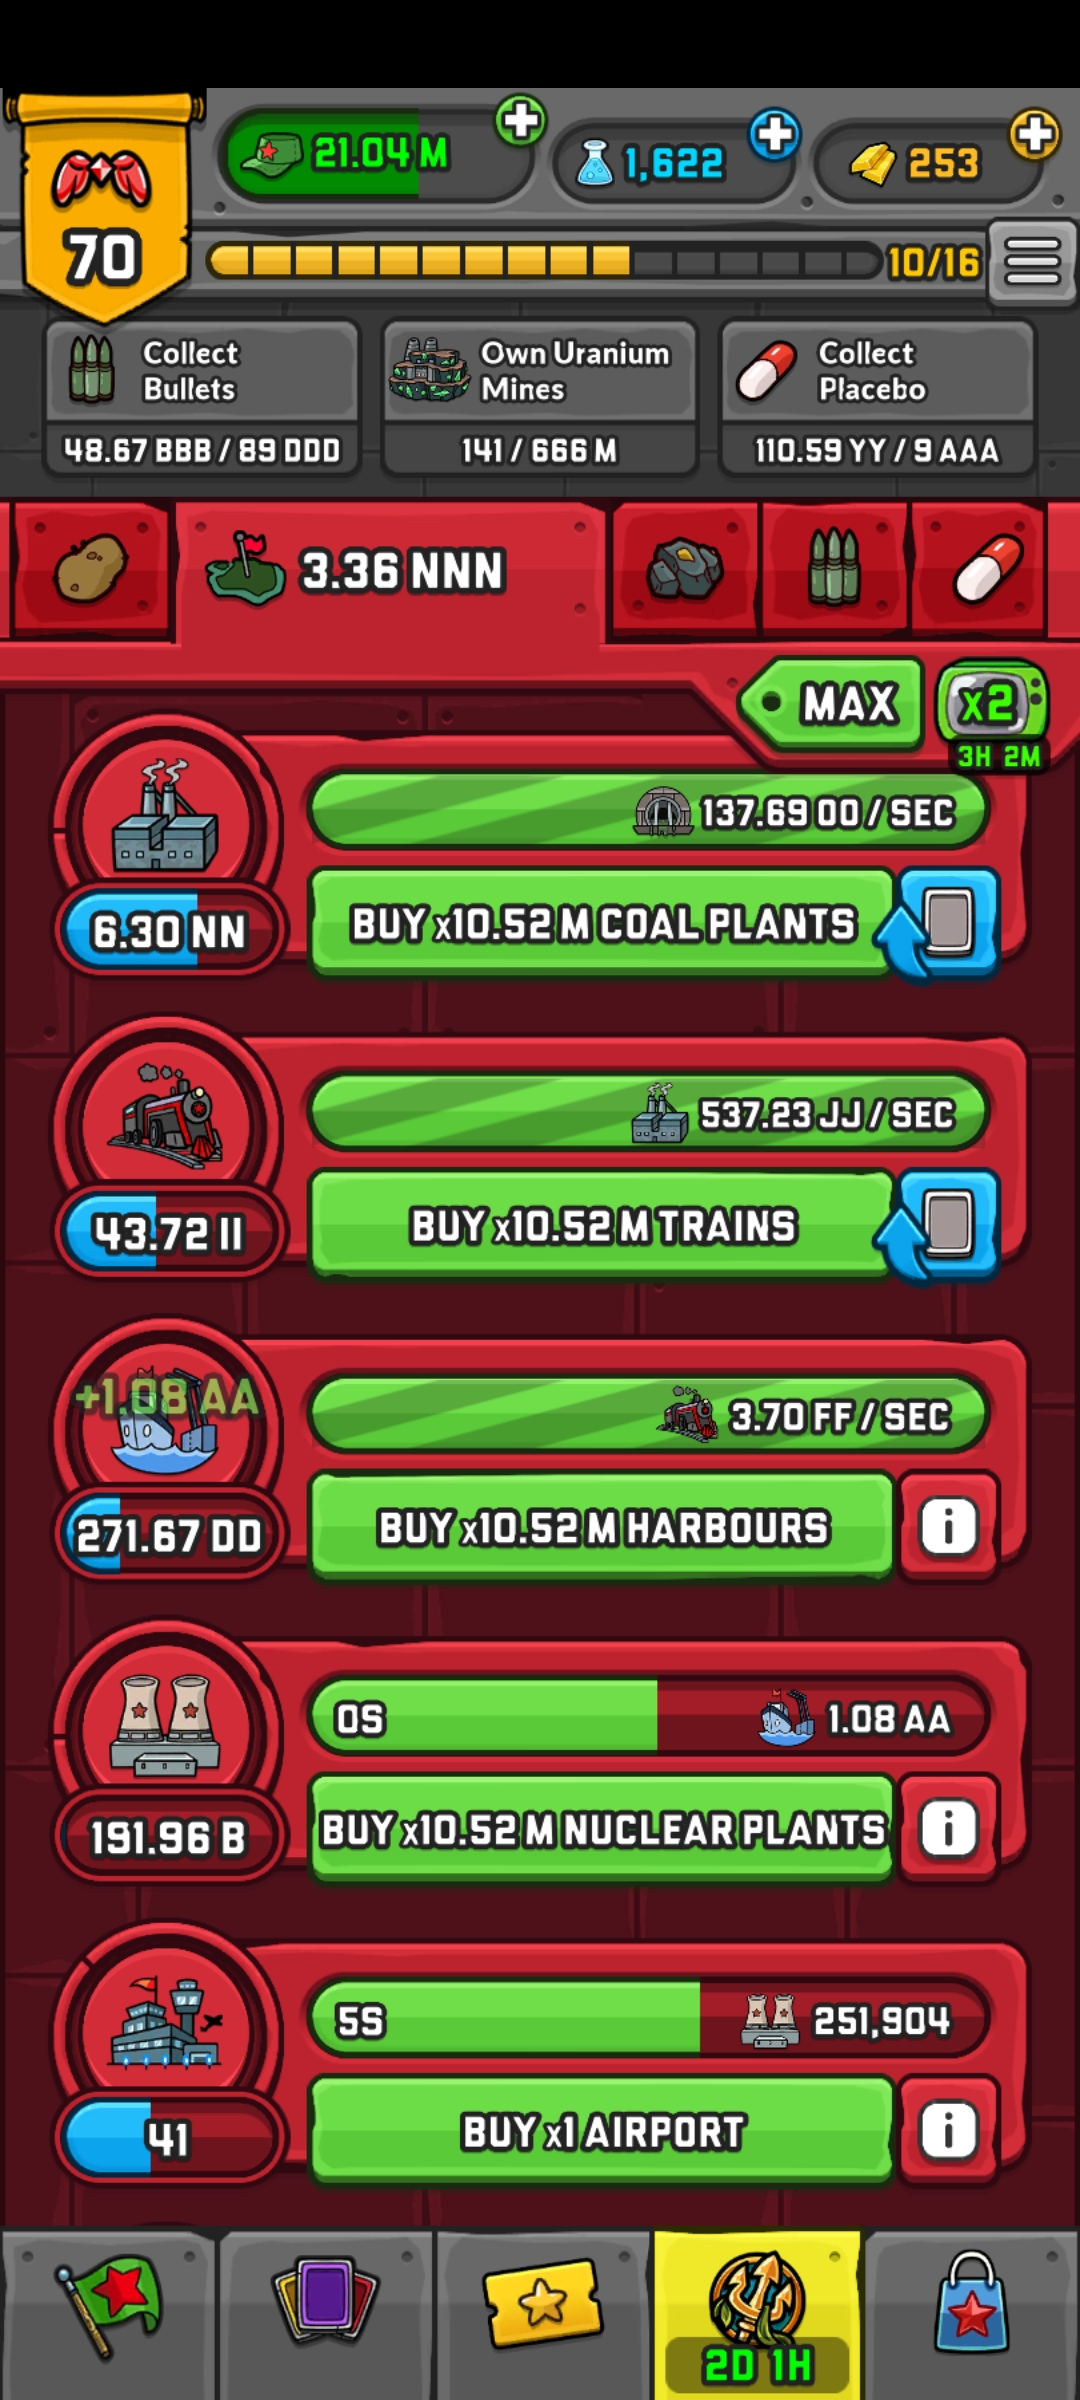 21.04 M
1,622
253
70
10/16
Collect
Bullets
48.67 BBB / 89 DDD
Own Uranium
Mines
141 / 666 M
Collect
Placebo
110.59 YY / 9 AAA
3.36 NNN
MAX
x2
3H 2M
137.69 OO / SEC
6.30 NN
BUY x10.52 M COAL PLANTS
537.23 JJ / SEC
43.72 II
BUY x10.52 M TRAINS
+1.08 AA
3.70 FF / SEC
271.67 DD
BUY x10.52 M HARBOURS
i
0S
1.08 AA
191.96 B
BUY x10.52 M NUCLEAR PLANTS
i
5S
251,904
41
BUY x1 AIRPORT
i
2D 1H